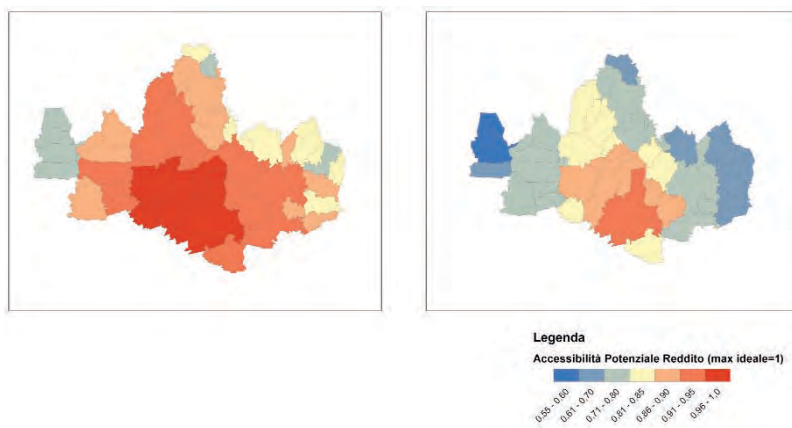 Legenda
Accessibilità Potenziale Reddito (max ideale=1)
0.55 - 0.60
0.61 - 0.70
0.71 - 0.80
0.81 - 0.85
0.86 - 0.90
0.91 - 0.95
0.96 - 1.0